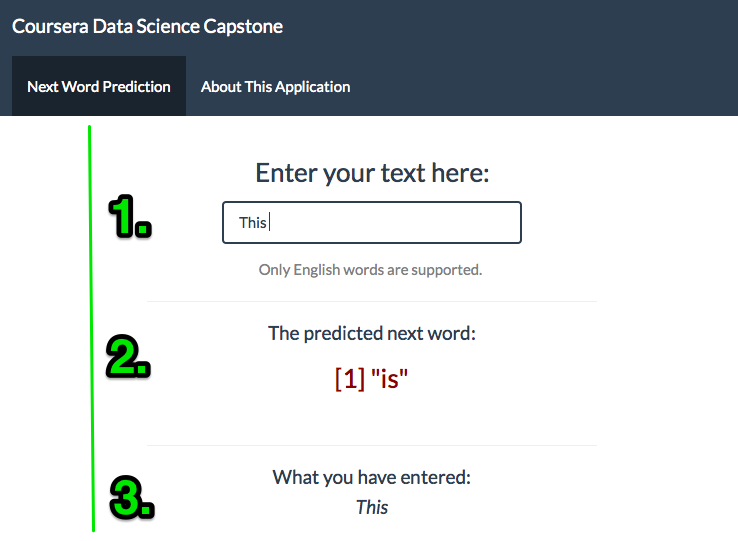 Coursera Data Science Capstone
Next Word Prediction About This Application
Enter your text here:
1.
This
Only English words are supported.
2.
The predicted next word:
[1] "is"
3.
What you have entered:
This